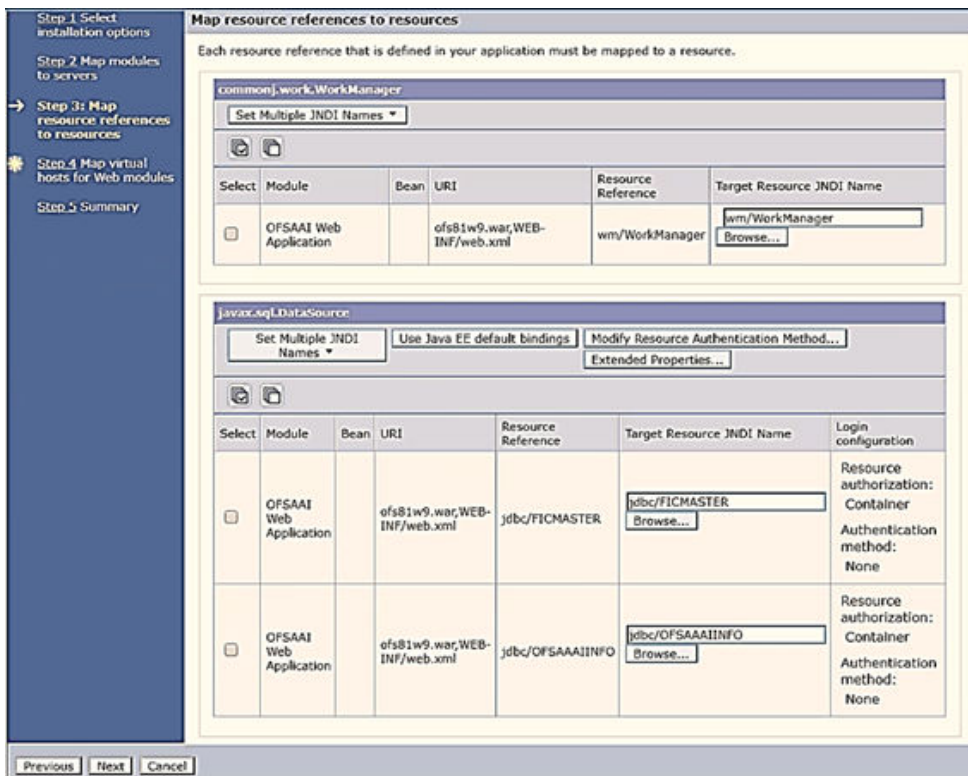 Step 1 Select
installation options
Step 2 Map modules
to servers
Step 3: Map
resource references
to resources
Step 4 Map virtual
hosts for Web modules
Step 5 Summary
Map resource references to resources
Each resource reference that is defined in your application must be mapped to a resource.
commonj.work.WorkManager
Set Multiple JNDI Names
Select Module Bean URI Resource Reference Target Resource JNDI Name
OFSAAI Web
Application
ofs81w9.war,WEB-
INF/web.xml
wm/WorkManager
wm/WorkManager
Browse...
javax.sql.DataSource
Set Multiple JNDI
Names
Use Java EE default bindings
Modify Resource Authentication Method...
Extended Properties...
Select Module Bean URI Resource Reference Target Resource JNDI Name Login configuration
OFSAAI
Web
Application
ofs81w9.war,WEB-
INF/web.xml
jdbc/FICMASTER
jdbc/FICMASTER
Browse...
Resource
authorization:
Container
Authentication
method:
None
OFSAAI
Web
Application
ofs81w9.war,WEB-
INF/web.xml
jdbc/OFSAAAIINFO
jdbc/OFSAAAIINFO
Browse...
Resource
authorization:
Container
Authentication
method:
None
Previous Next Cancel